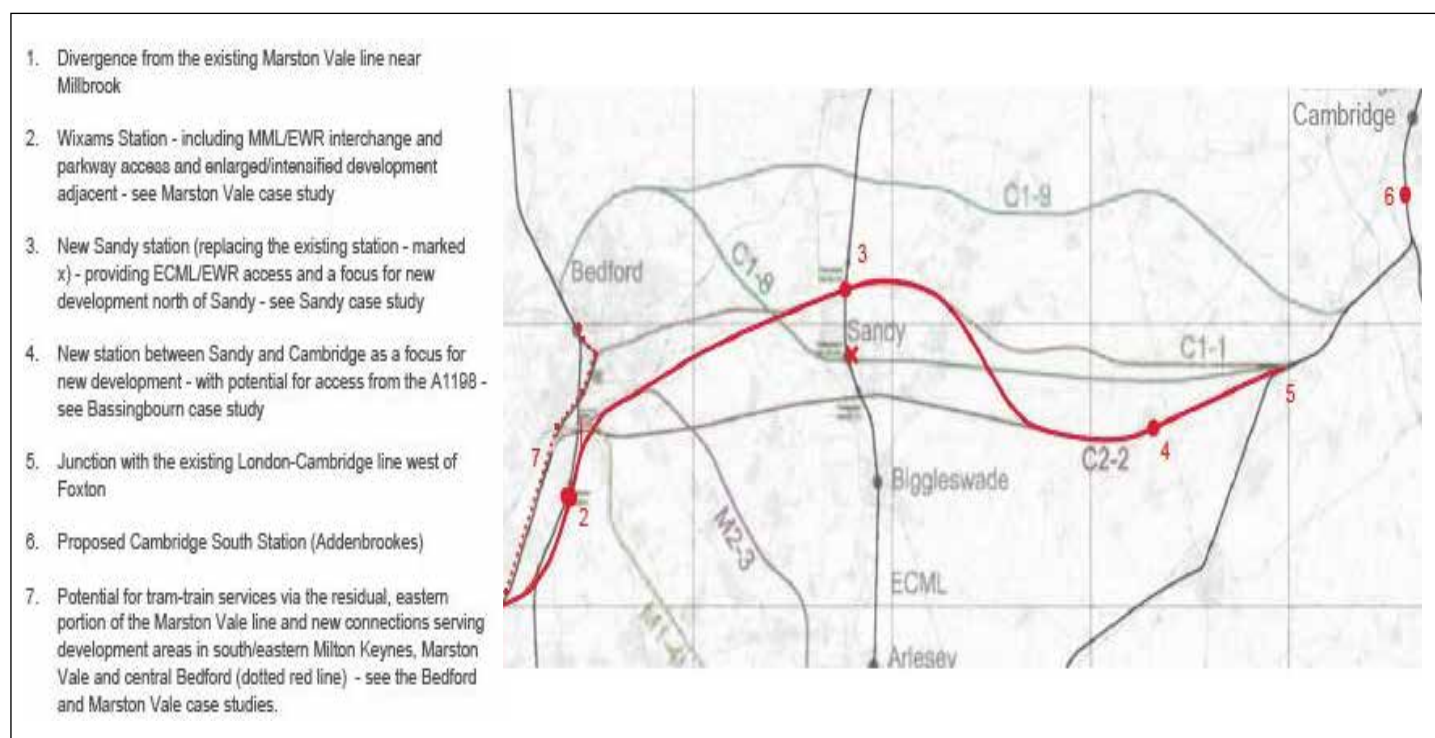 1. Divergence from the existing Marston Vale line near
Millbrook
2. Wixams Station - including MML/EWR interchange and
parkway access and enlarged/intensified development
adjacent - see Marston Vale case study
3. New Sandy station (replacing the existing station - marked
x) - providing ECML/EWR access and a focus for new
development north of Sandy - see Sandy case study
4. New station between Sandy and Cambridge as a focus for
new development - with potential for access from the A1198 -
see Bassingbourn case study
5. Junction with the existing London-Cambridge line west of
Foxton
6. Proposed Cambridge South Station (Addenbrookes)
7. Potential for tram-train services via the residual, eastern
portion of the Marston Vale line and new connections serving
development areas in south/eastern Milton Keynes, Marston
Vale and central Bedford (dotted red line) - see the Bedford
and Marston Vale case studies.
Cambridge
6
C1-9
3
Bedford
C1-8
Sandy
C1-1
5
7
4
C2-2
2
Biggleswade
M2-3
ECML
Arlesey